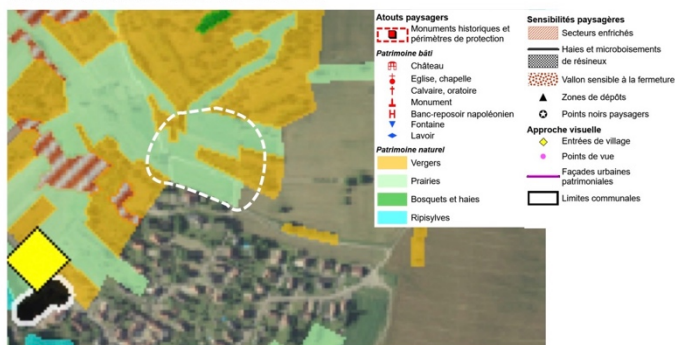 Atouts paysagers
Monuments historiques et
périmètres de protection
Patrimoine bâti
Château
Eglise, chapelle
Calvaire, oratoire
Monument
Banc-reposoir napoléonien
Fontaine
Lavoir
Patrimoine naturel
Vergers
Prairies
Bosquets et haies
Ripisylves
Sensibilités paysagères
Secteurs enfrichés
Haies et microboisements
de résineux
Vallon sensible à la fermeture
Zones de dépôts
Points noirs paysagers
Approche visuelle
Entrées de village
Points de vue
Façades urbaines
patrimoniales
Limites communales